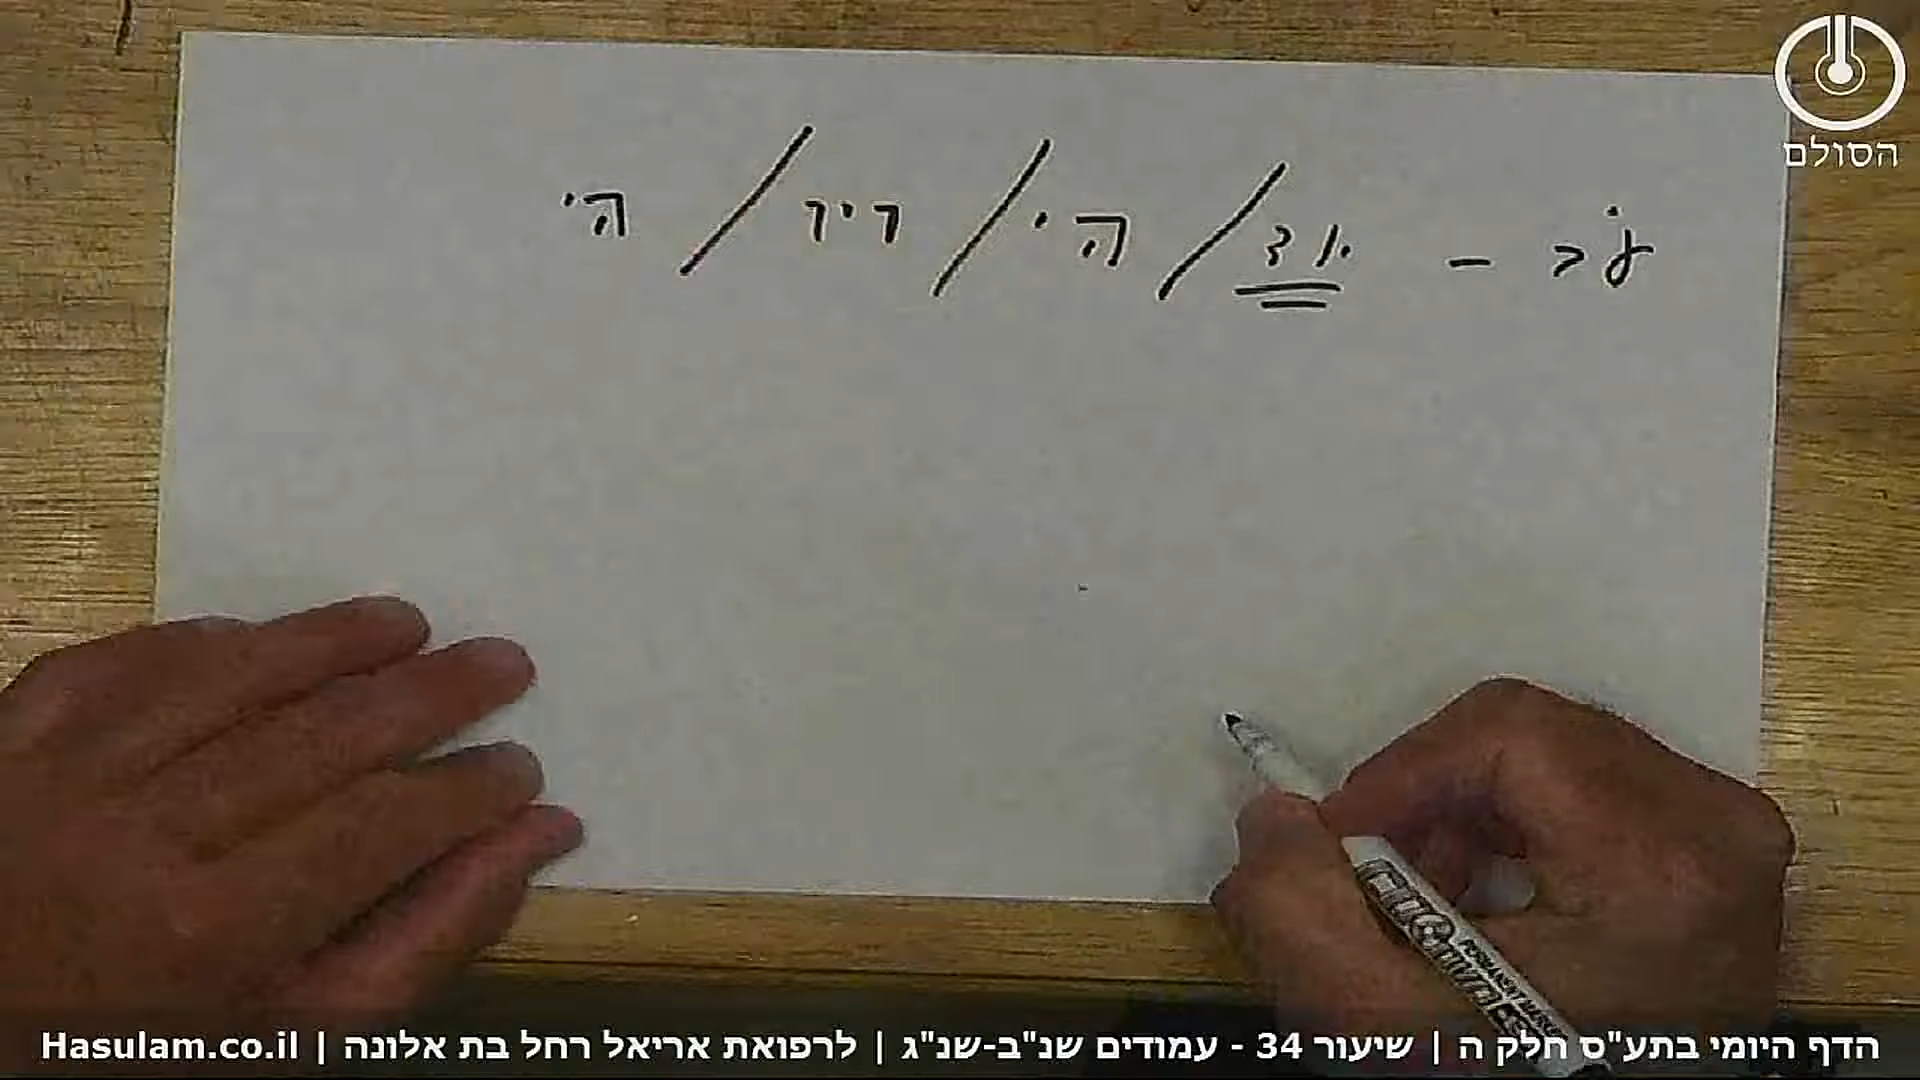 הסולם
ע"ב - יוד / הי / ויו / הי
הדף היומי בתע"ס חלק ה | שיעור 34 - עמודים שנ"ב-שנ"ג | לרפואת אריאל רחל בת אלונה | Hasulam.co.il